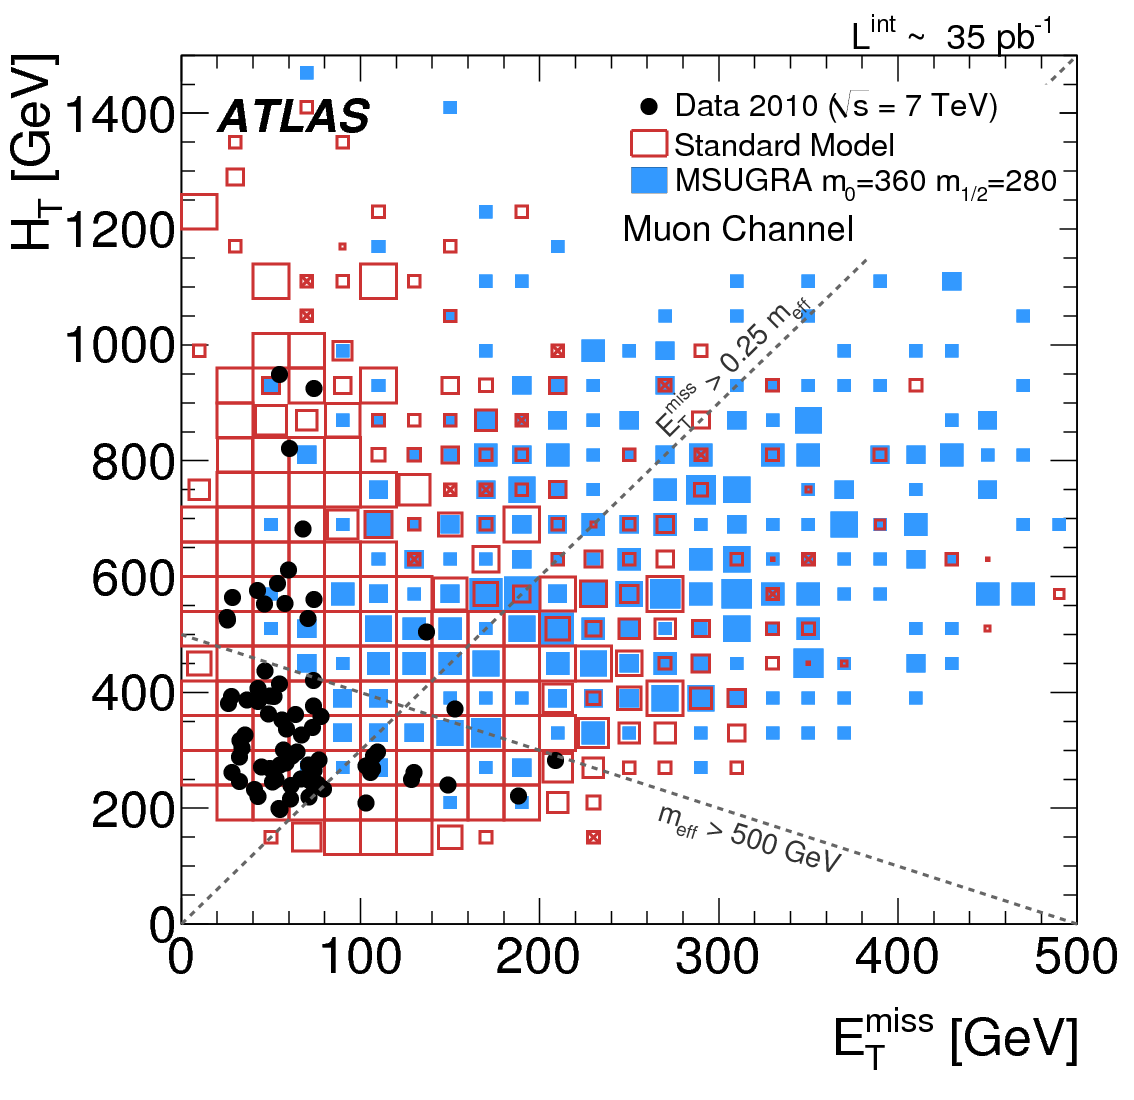 L^int ~ 35 pb^-1
ATLAS
Data 2010 (√s = 7 TeV)
Standard Model
MSUGRA m_0=360 m_1/2=280
Muon Channel
E_T^miss > 0.25 m_eff
m_eff > 500 GeV
H_T [GeV]
1400
1200
1000
800
600
400
200
0
0 100 200 300 400 500
E_T^miss [GeV]